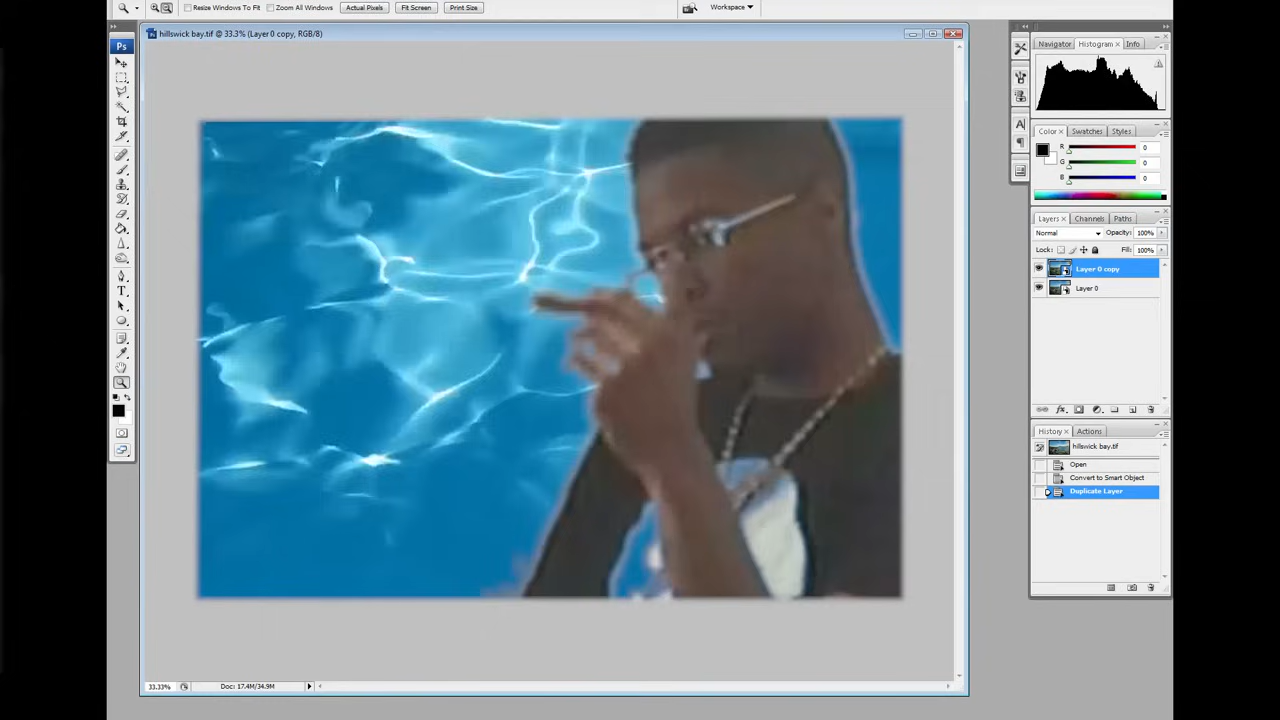 Resize Windows To Fit Zoom All Windows Actual Pixels Fit Screen Print Size Workspace
hillswick bay.tif @ 33.3% (Layer 0 copy, RGB/8)
Ps
Navigator Histogram Info
Color Swatches Styles
R 0
G 0
B 0
Layers Channels Paths
Normal Opacity: 100%
Lock: Fill: 100%
Layer 0 copy
Layer 0
History Actions
hillswick bay.tif
Open
Convert to Smart Object
Duplicate Layer
33.33% Doc: 17.4M/34.9M